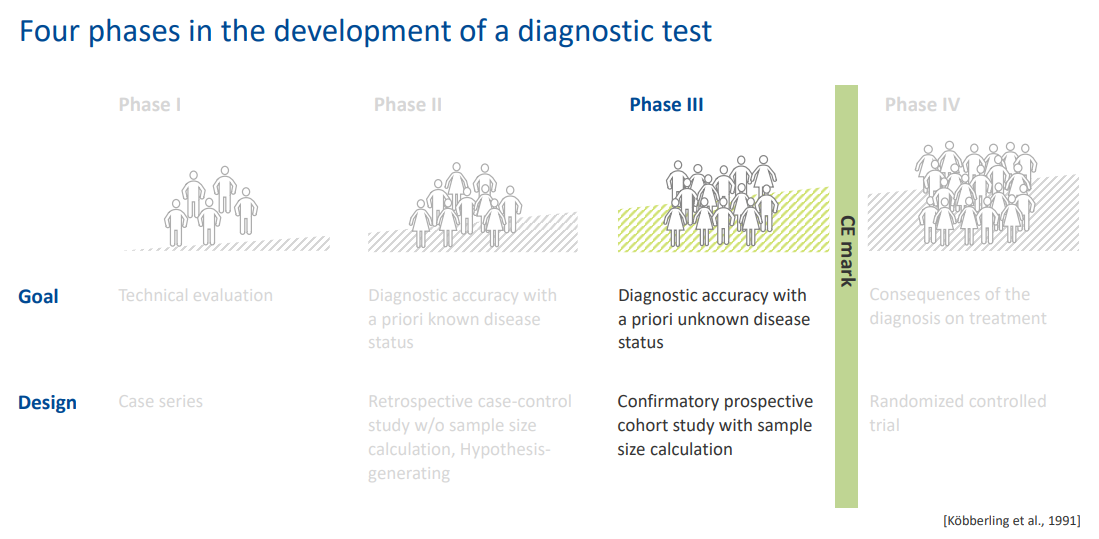 Four phases in the development of a diagnostic test
Phase I
Phase II
Phase III
Phase IV
CE mark
Goal
Technical evaluation
Diagnostic accuracy with
a priori known disease
status
Diagnostic accuracy with
a priori unknown disease
status
Consequences of the
diagnosis on treatment
Design
Case series
Retrospective case-control
study w/o sample size
calculation, Hypothesis-
generating
Confirmatory prospective
cohort study with sample
size calculation
Randomized controlled
trial
[Köbberling et al., 1991]